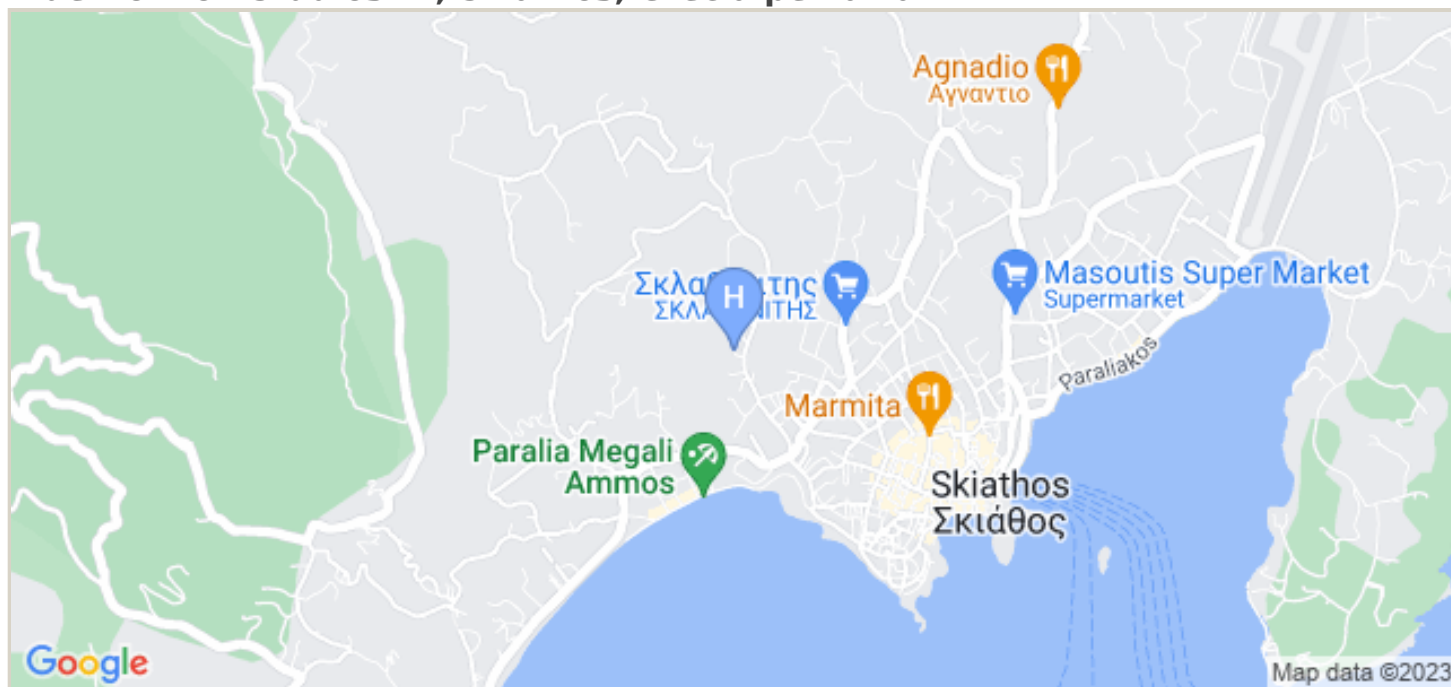 Agnadio
Αγναντιο
H
Masoutis Super Market
Supermarket
Paraliakos
Marmita
Paralia Megali
Ammos
Skiathos
Σκιάθος
Google
Map data ©2023